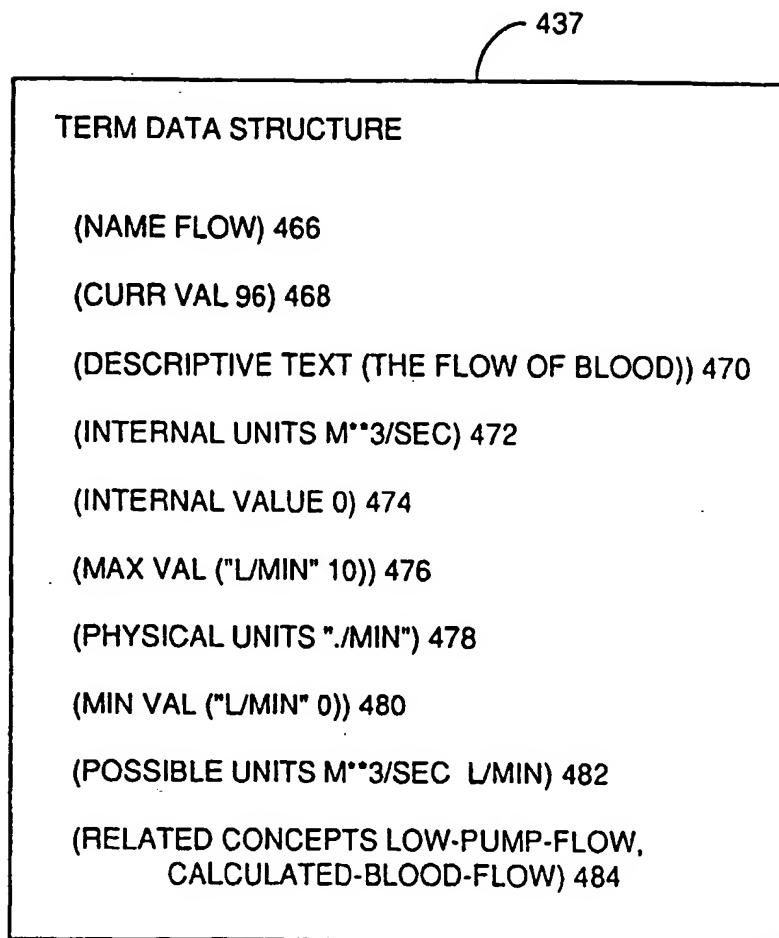 437
TERM DATA STRUCTURE
(NAME FLOW) 466
(CURR VAL 96) 468
(DESCRIPTIVE TEXT (THE FLOW OF BLOOD)) 470
(INTERNAL UNITS M**3/SEC) 472
(INTERNAL VALUE 0) 474
(MAX VAL ("L/MIN" 10)) 476
(PHYSICAL UNITS "./MIN") 478
(MIN VAL ("L/MIN" 0)) 480
(POSSIBLE UNITS M**3/SEC L/MIN) 482
(RELATED CONCEPTS LOW-PUMP-FLOW,
CALCULATED-BLOOD-FLOW) 484